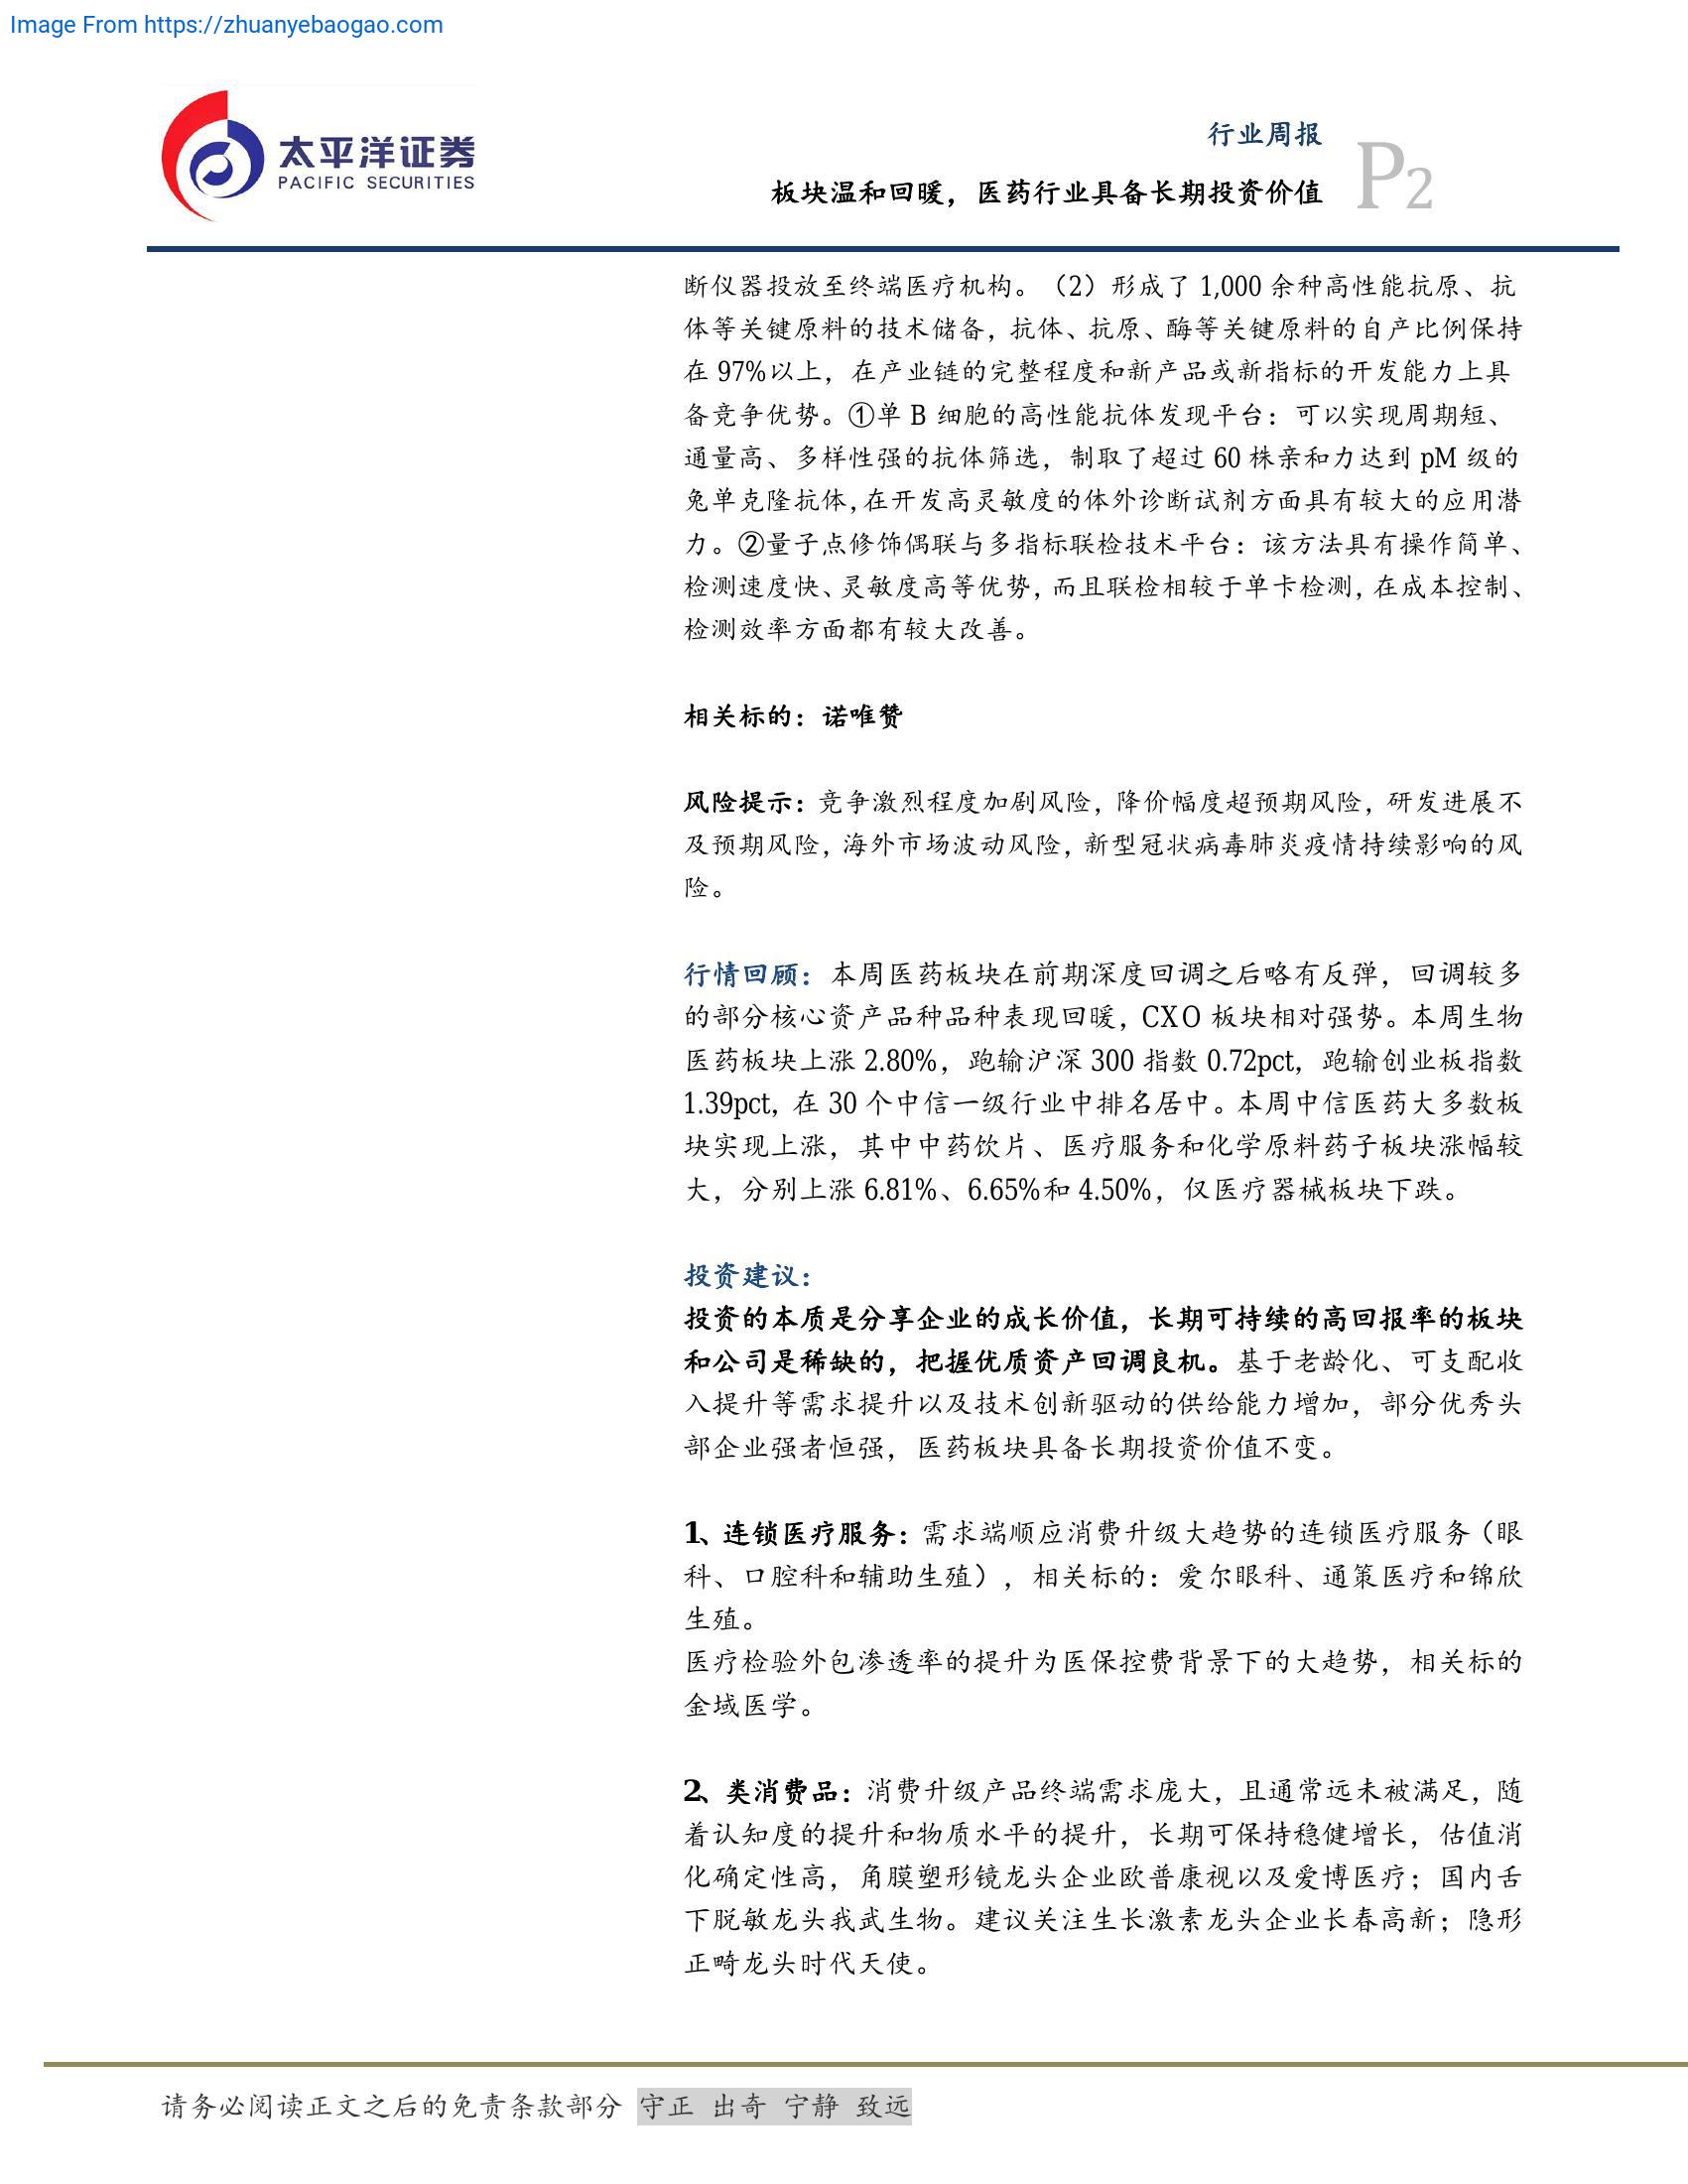 Image From https://zhuanyebaogao.com
太平洋证券
PACIFIC SECURITIES
行业周报
板块温和回暖，医药行业具备长期投资价值
P2
断仪器投放至终端医疗机构。（2）形成了 1,000 余种高性能抗原、抗
体等关键原料的技术储备，抗体、抗原、酶等关键原料的自产比例保持
在 97%以上，在产业链的完整程度和新产品或新指标的开发能力上具
备竞争优势。①单 B 细胞的高性能抗体发现平台：可以实现周期短、
通量高、多样性强的抗体筛选，制取了超过 60 株亲和力达到 pM 级的
兔单克隆抗体，在开发高灵敏度的体外诊断试剂方面具有较大的应用潜
力。②量子点修饰偶联与多指标联检技术平台：该方法具有操作简单、
检测速度快、灵敏度高等优势，而且联检相较于单卡检测，在成本控制、
检测效率方面都有较大改善。
相关标的：诺唯赞
风险提示：竞争激烈程度加剧风险，降价幅度超预期风险，研发进展不
及预期风险，海外市场波动风险，新型冠状病毒肺炎疫情持续影响的风
险。
行情回顾：本周医药板块在前期深度回调之后略有反弹，回调较多
的部分核心资产品种品种表现回暖，CXO 板块相对强势。本周生物
医药板块上涨 2.80%，跑输沪深 300 指数 0.72pct，跑输创业板指数
1.39pct，在 30 个中信一级行业中排名居中。本周中信医药大多数板
块实现上涨，其中中药饮片、医疗服务和化学原料药子板块涨幅较
大，分别上涨 6.81%、6.65%和 4.50%，仅医疗器械板块下跌。
投资建议：
投资的本质是分享企业的成长价值，长期可持续的高回报率的板块
和公司是稀缺的，把握优质资产回调良机。基于老龄化、可支配收
入提升等需求提升以及技术创新驱动的供给能力增加，部分优秀头
部企业强者恒强，医药板块具备长期投资价值不变。
1、连锁医疗服务：需求端顺应消费升级大趋势的连锁医疗服务（眼
科、口腔科和辅助生殖），相关标的：爱尔眼科、通策医疗和锦欣
生殖。
医疗检验外包渗透率的提升为医保控费背景下的大趋势，相关标的
金域医学。
2、类消费品：消费升级产品终端需求庞大，且通常远未被满足，随
着认知度的提升和物质水平的提升，长期可保持稳健增长，估值消
化确定性高，角膜塑形镜龙头企业欧普康视以及爱博医疗；国内舌
下脱敏龙头我武生物。建议关注生长激素龙头企业长春高新；隐形
正畸龙头时代天使。
请务必阅读正文之后的免责条款部分 守正 出奇 宁静 致远